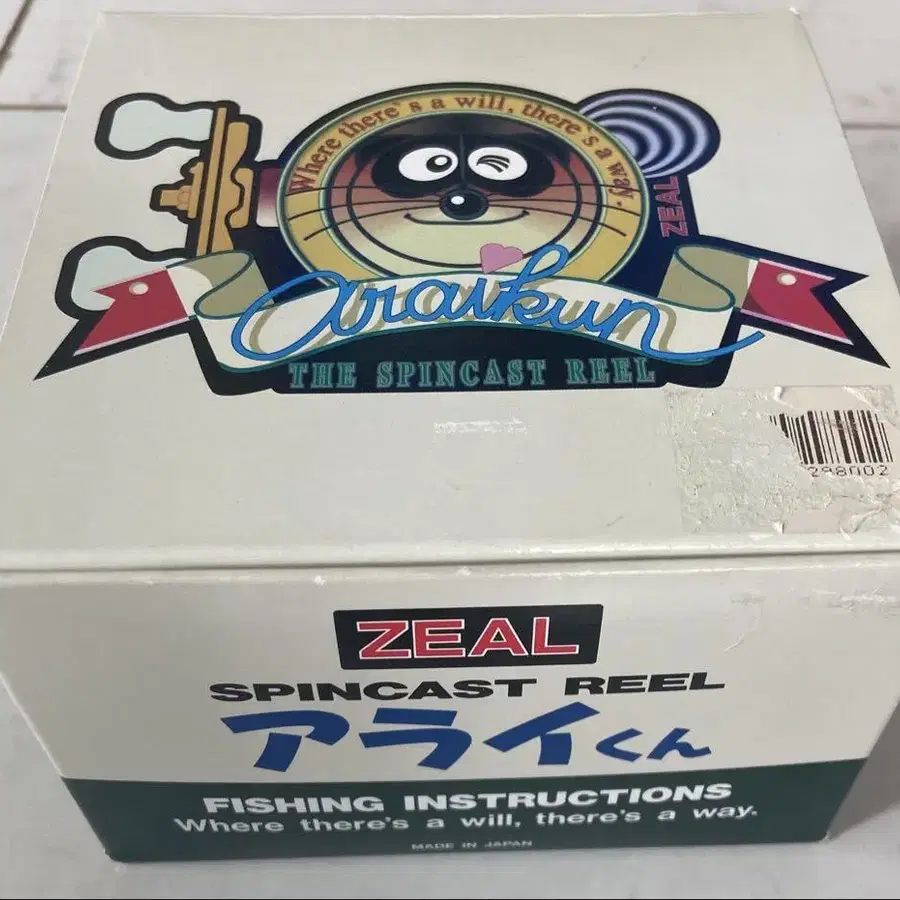 Where there's a will, there's a way.
ZEAL
Araikun
THE SPINCAST REEL
298002
ZEAL
SPINCAST REEL
アライくん
FISHING INSTRUCTIONS
Where there's a will, there's a way.
MADE IN JAPAN